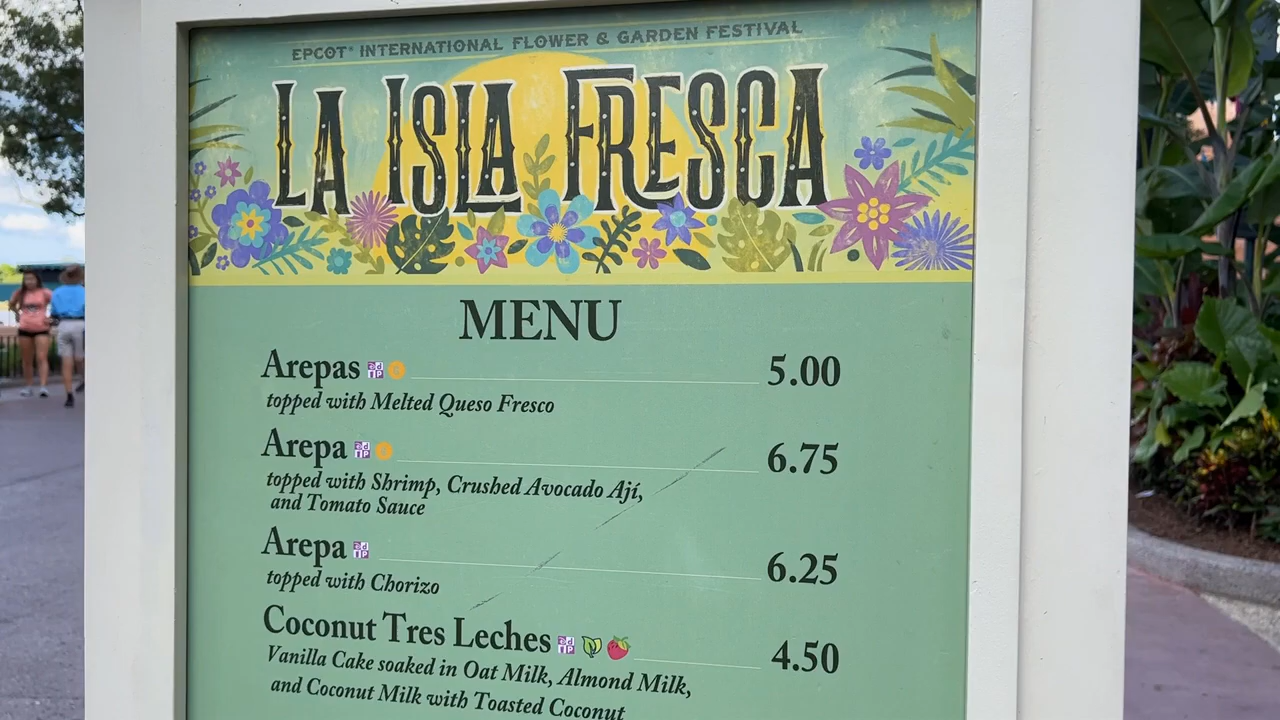 EPCOT® INTERNATIONAL FLOWER & GARDEN FESTIVAL
LA ISLA FRESCA
MENU
Arepas 5.00
topped with Melted Queso Fresco
Arepa 6.75
topped with Shrimp, Crushed Avocado Ají,
and Tomato Sauce
Arepa 6.25
topped with Chorizo
Coconut Tres Leches 4.50
Vanilla Cake soaked in Oat Milk, Almond Milk,
and Coconut Milk with Toasted Coconut